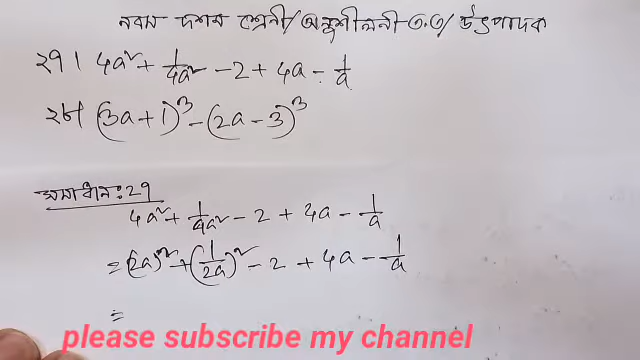 নবম দশম শ্রেণী/অনুশীলনী-৩.৩/উৎপাদক
২৭। 4a² + 1/4a² - 2 + 4a - 1/a
২৮। (3a + 1)³ - (2a - 3)³
সমাধান: 27
4a² + 1/4a² - 2 + 4a - 1/a
= (2a)² + (1/2a)² - 2 + 4a - 1/a
=
please subscribe my channel